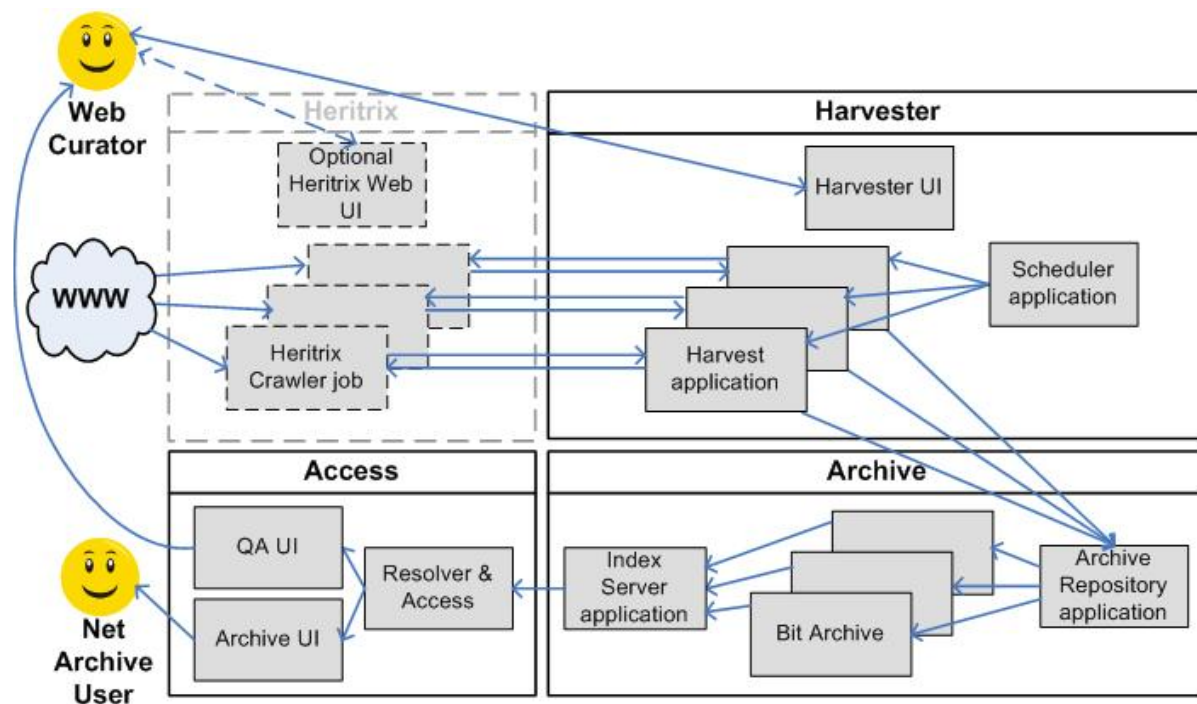 Web
Curator
Heritrix
Optional
Heritrix Web
UI
Harvester
Harvester UI
WWW
Heritrix
Crawler job
Harvest
application
Scheduler
application
Access
QA UI
Archive UI
Resolver &
Access
Archive
Index
Server
application
Bit Archive
Archive
Repository
application
Net
Archive
User